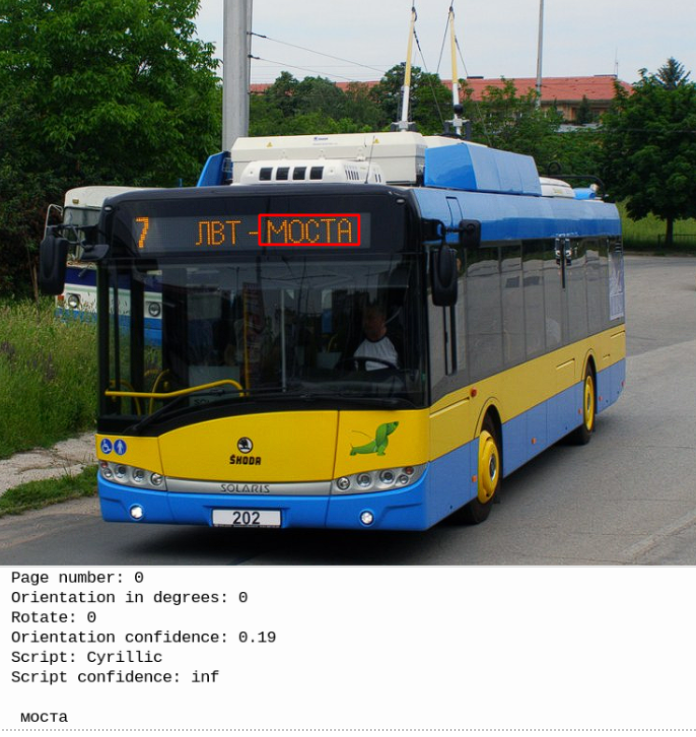 7 ЛВТ - МОСТА
ŠKODA
SOLARIS
202
Page number: 0
Orientation in degrees: 0
Rotate: 0
Orientation confidence: 0.19
Script: Cyrillic
Script confidence: inf
моста